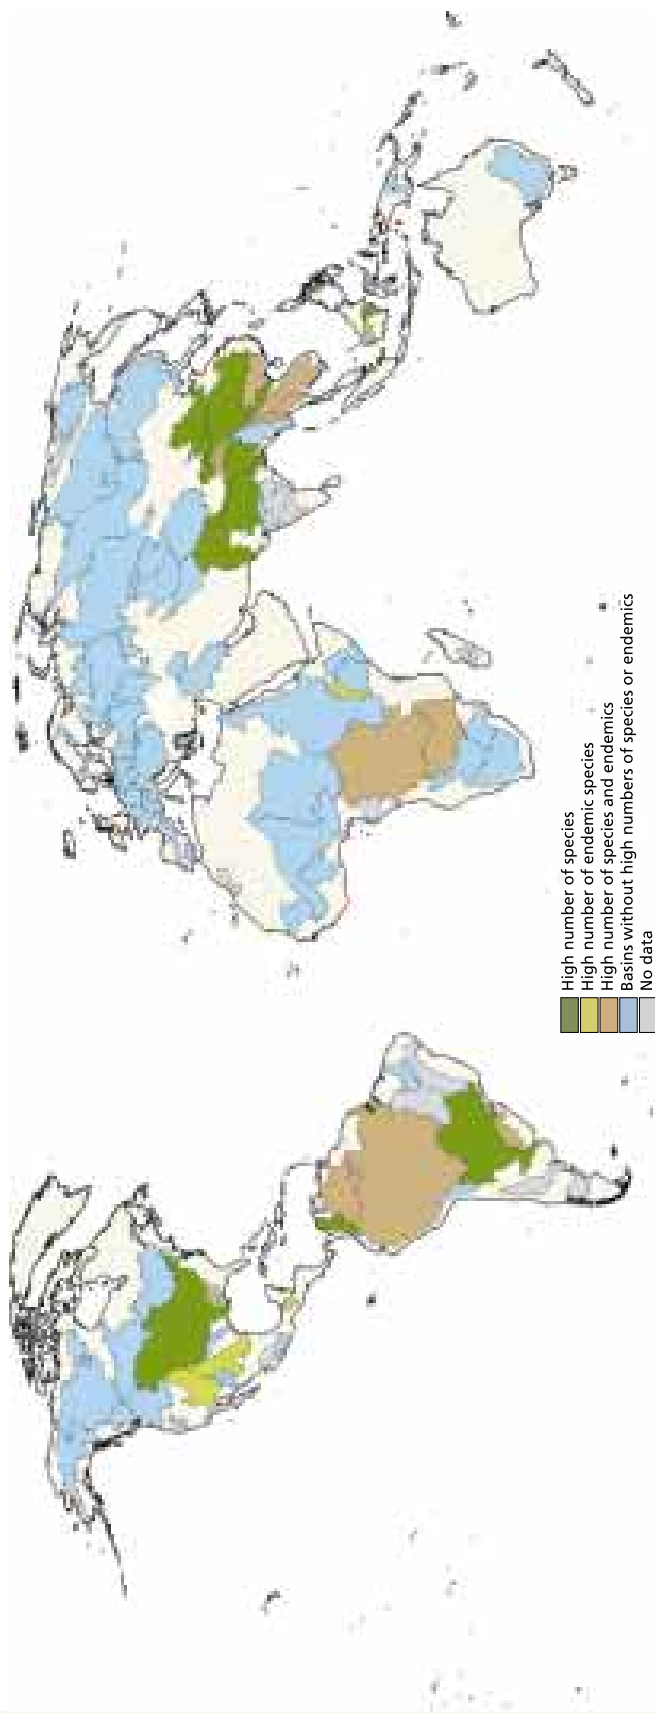 High number of species
High number of endemic species
High number of species and endemics
Basins without high numbers of species or endemics
No data